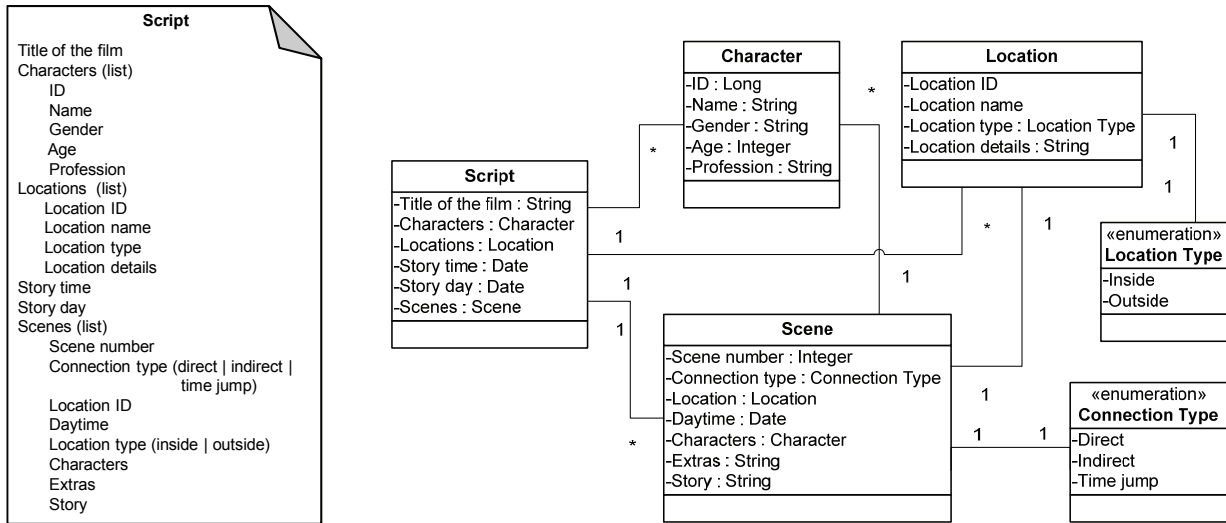 Script
Title of the film
Characters (list)
ID
Name
Gender
Age
Profession
Locations (list)
Location ID
Location name
Location type
Location details
Story time
Story day
Scenes (list)
Scene number
Connection type (direct | indirect |
time jump)
Location ID
Daytime
Location type (inside | outside)
Characters
Extras
Story
Script
-Title of the film : String
-Characters : Character
-Locations : Location
-Story time : Date
-Story day : Date
-Scenes : Scene
Character
-ID : Long
-Name : String
-Gender : String
-Age : Integer
-Profession : String
Location
-Location ID
-Location name
-Location type : Location Type
-Location details : String
«enumeration»
Location Type
-Inside
-Outside
Scene
-Scene number : Integer
-Connection type : Connection Type
-Location : Location
-Daytime : Date
-Characters : Character
-Extras : String
-Story : String
«enumeration»
Connection Type
-Direct
-Indirect
-Time jump
*
1
1
1
*
*
1
*
1
1
1
1
1
1